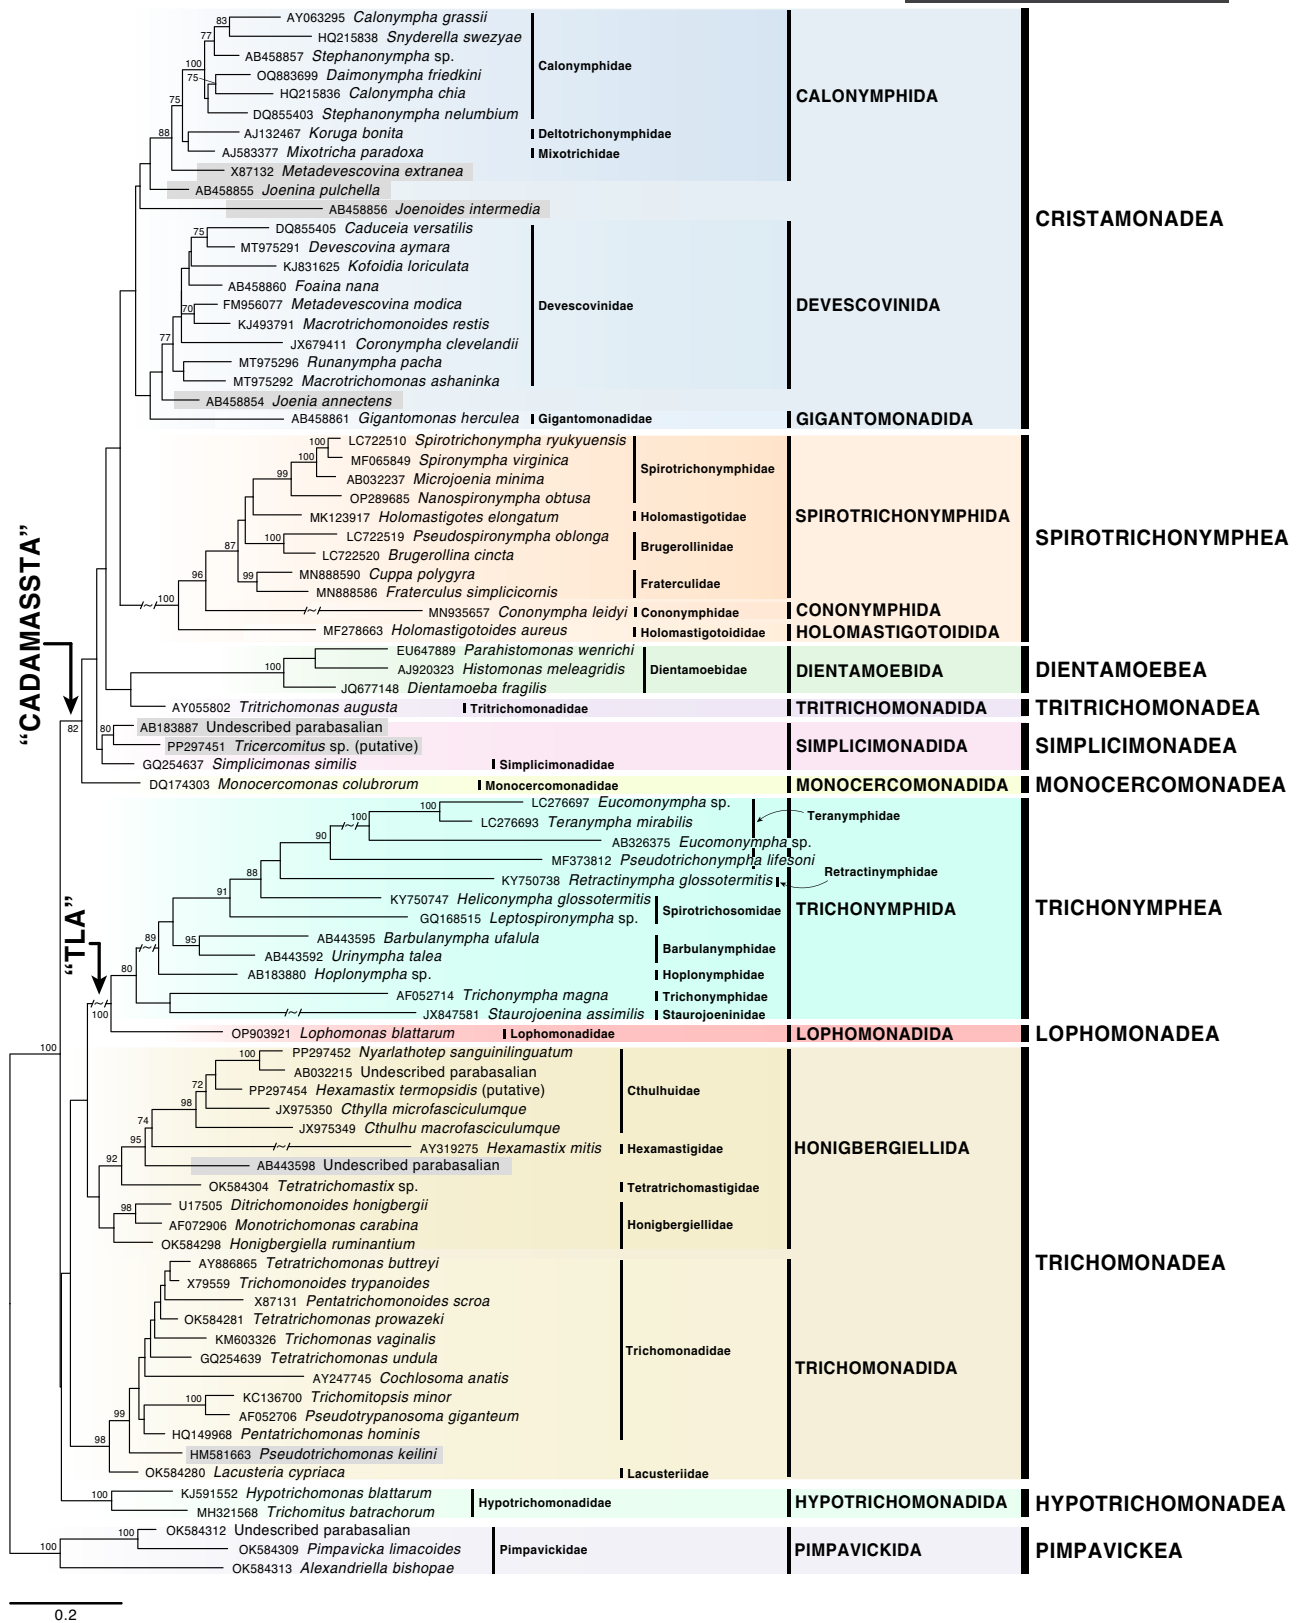 83
AY063295 Calonympha grassii
77
HQ215838 Snyderella swezyae
AB458857 Stephanonympha sp.
100
Calonymphidae
75
OQ883699 Daimonympha friedkini
HQ215836 Calonympha chia
75
CALONYMPHIDA
DQ855403 Stephanonympha nelumbium
88
AJ132467 Koruga bonita
Deltotrichonymphidae
AJ583377 Mixotricha paradoxa
Mixotrichidae
X87132 Metadevescovina extranea
AB458855 Joenina pulchella
AB458856 Joenoides intermedia
CRISTAMONADEA
75
DQ855405 Caduceia versatilis
MT975291 Devescovina aymara
KJ831625 Kofoidia loriculata
AB458860 Foaina nana
70
FM956077 Metadevescovina modica
Devescovinidae
DEVESCOVINIDA
KJ493791 Macrotrichomonoides restis
77
JX679411 Coronympha clevelandii
MT975296 Runanympha pacha
MT975292 Macrotrichomonas ashaninka
AB458854 Joenia annectens
AB458861 Gigantomonas herculea
Gigantomonadidae
GIGANTOMONADIDA
100
LC722510 Spirotrichonympha ryukyuensis
100
MF065849 Spironympha virginica
Spirotrichonymphidae
99
AB032237 Microjoenia minima
OP289685 Nanospironympha obtusa
MK123917 Holomastigotes elongatum
Holomastigotidae
SPIROTRICHONYMPHIDA
87
100
LC722519 Pseudospironympha oblonga
Brugerollinidae
SPIROTRICHONYMPHEA
LC722520 Brugerollina cincta
96
99
MN888590 Cuppa polygyra
Fraterculidae
MN888586 Fraterculus simplicicornis
100
MN935657 Cononympha leidyi
Cononymphidae
CONONYMPHIDA
MF278663 Holomastigotoides aureus
Holomastigotoididae
HOLOMASTIGOTOIDIDA
"CADAMASSTA"
EU647889 Parahistomonas wenrichi
100
AJ920323 Histomonas meleagridis
Dientamoebidae
DIENTAMOEBIDA
DIENTAMOEBEA
JQ677148 Dientamoeba fragilis
AY055802 Tritrichomonas augusta
Tritrichomonadidae
TRITRICHOMONADIDA
TRITRICHOMONADEA
82
80
AB183887 Undescribed parabasalian
PP297451 Tricercomitus sp. (putative)
SIMPLICIMONADIDA
SIMPLICIMONADEA
GQ254637 Simplicimonas similis
Simplicimonadidae
DQ174303 Monocercomonas colubrorum
Monocercomonadidae
MONOCERCOMONADIDA
MONOCERCOMONADEA
100
LC276697 Eucomonympha sp.
100
LC276693 Teranympha mirabilis
Teranymphidae
90
AB326375 Eucomonympha sp.
MF373812 Pseudotrichonympha lifesoni
88
KY750738 Retractinympha glossotermitis
Retractinymphidae
91
KY750747 Heliconympha glossotermitis
Spirotrichosomidae
TRICHONYMPHIDA
TRICHONYMPHEA
GQ168515 Leptospironympha sp.
"TLA"
89
95
AB443595 Barbulanympha ufalula
Barbulanymphidae
AB443592 Urinympha talea
80
AB183880 Hoplonympha sp.
Hoplonymphidae
AF052714 Trichonympha magna
Trichonymphidae
100
JX847581 Staurojoenina assimilis
Staurojoeninidae
OP903921 Lophomonas blattarum
Lophomonadidae
LOPHOMONADIDA
LOPHOMONADEA
100
100
PP297452 Nyarlathotep sanguinilinguatum
AB032215 Undescribed parabasalian
72
PP297454 Hexamastix termopsidis (putative)
Cthulhuidae
98
JX975350 Cthylla microfasciculumque
74
JX975349 Cthulhu macrofasciculumque
95
AY319275 Hexamastix mitis
Hexamastigidae
HONIGBERGIELLIDA
92
AB443598 Undescribed parabasalian
OK584304 Tetratrichomastix sp.
Tetratrichomastigidae
98
U17505 Ditrichomonoides honigbergii
AF072906 Monotrichomonas carabina
Honigbergiellidae
OK584298 Honigbergiella ruminantium
TRICHOMONADEA
AY886865 Tetratrichomonas buttreyi
X79559 Trichomonoides trypanoides
X87131 Pentatrichomonoides scroa
OK584281 Tetratrichomonas prowazeki
KM603326 Trichomonas vaginalis
Trichomonadidae
GQ254639 Tetratrichomonas undula
TRICHOMONADIDA
AY247745 Cochlosoma anatis
100
KC136700 Trichomitopsis minor
99
AF052706 Pseudotrypanosoma giganteum
HQ149968 Pentatrichomonas hominis
98
HM581663 Pseudotrichomonas keilini
OK584280 Lacusteria cypriaca
Lacusteriidae
100
KJ591552 Hypotrichomonas blattarum
Hypotrichomonadidae
HYPOTRICHOMONADIDA
HYPOTRICHOMONADEA
MH321568 Trichomitus batrachorum
100
OK584312 Undescribed parabasalian
100
OK584309 Pimpavicka limacoides
Pimpavickidae
PIMPAVICKIDA
PIMPAVICKEA
OK584313 Alexandriella bishopae
0.2